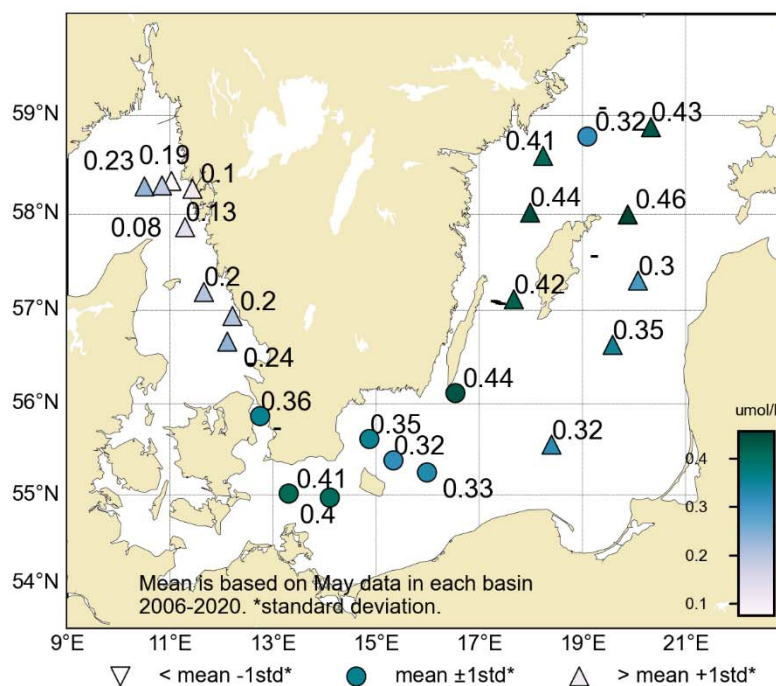 59°N
58°N
57°N
56°N
55°N
54°N
0.23
0.19
0.1
0.13
0.08
0.2
0.2
0.24
0.36
0.41
0.4
0.35
0.32
0.33
0.44
0.32
0.35
0.3
0.42
0.46
0.44
0.41
0.32
0.43
umol/l
0.4
0.3
0.2
0.1
Mean is based on May data in each basin
2006-2020. *standard deviation.
9°E 11°E 13°E 15°E 17°E 19°E 21°E
< mean -1std* mean ±1std* > mean +1std*